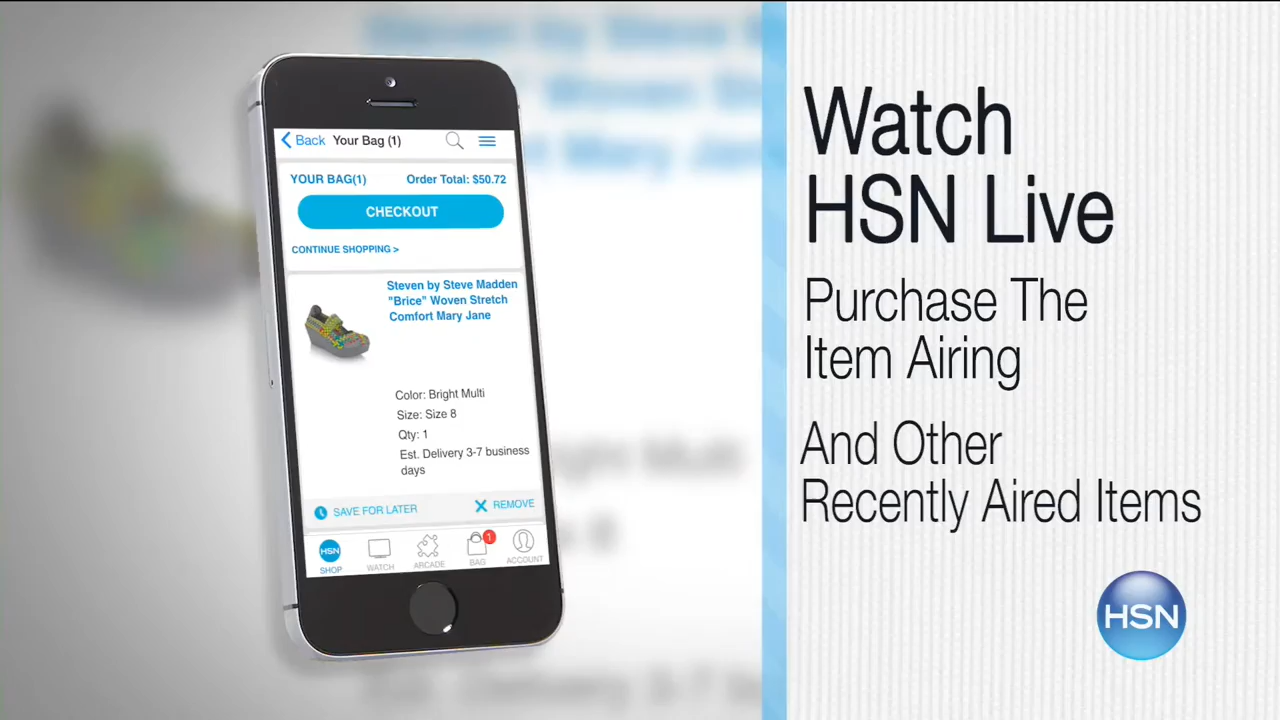 Back Your Bag (1)
YOUR BAG(1) Order Total: $50.72
CHECKOUT
CONTINUE SHOPPING >
Steven by Steve Madden
"Brice" Woven Stretch
Comfort Mary Jane
Color: Bright Multi
Size: Size 8
Qty: 1
Est. Delivery 3-7 business
days
SAVE FOR LATER REMOVE
HSN 1
SHOP WATCH ARCADE BAG ACCOUNT
Watch
HSN Live
Purchase The
Item Airing
And Other
Recently Aired Items
HSN